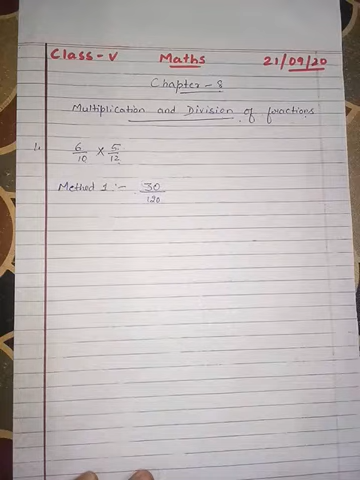 Class-V Maths 21/09/20
Chapter-8
Multiplication and Division of fractions
1. 6/10 × 5/12
Method 1 :- 30/120